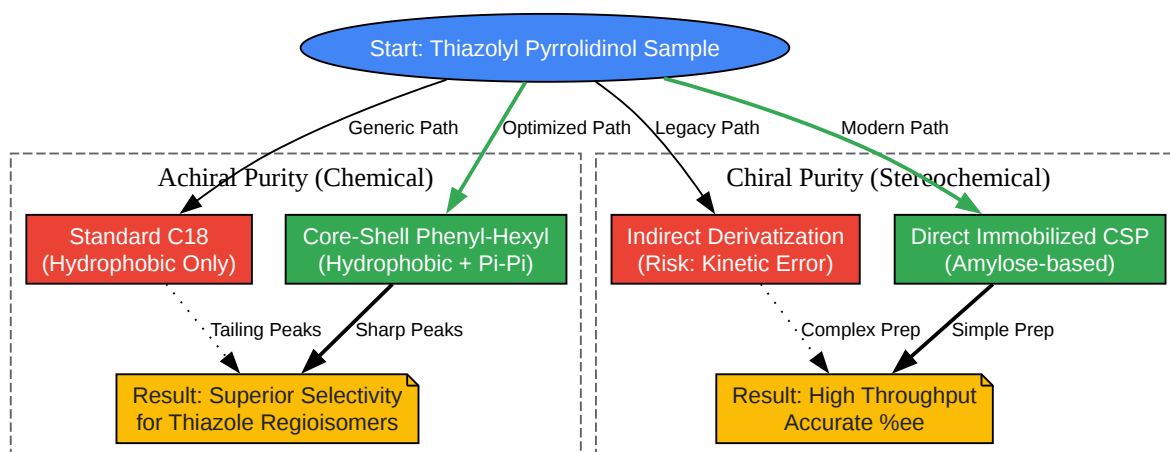 Start: Thiazolyl Pyrrolidinol Sample
Generic Path
Optimized Path
Legacy Path
Modern Path
Achiral Purity (Chemical)
Chiral Purity (Stereochemical)
Standard C18
(Hydrophobic Only)
Core-Shell Phenyl-Hexyl
(Hydrophobic + Pi-Pi)
Indirect Derivatization
(Risk: Kinetic Error)
Direct Immobilized CSP
(Amylose-based)
Tailing Peaks
Sharp Peaks
Complex Prep
Simple Prep
Result: Superior Selectivity
for Thiazole Regioisomers
Result: High Throughput
Accurate %ee